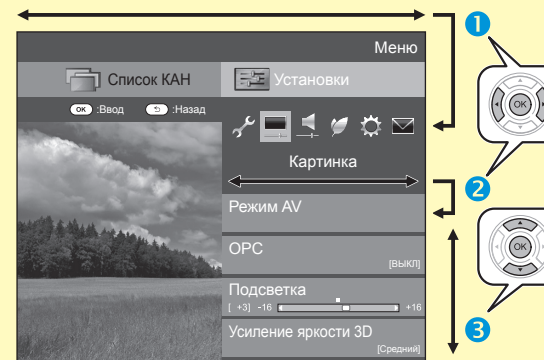 1
Меню
Список КАН
Установки
OK :Ввод :Назад
Картинка
2
Режим AV
OPC
[ВЫКЛ]
Подсветка
[ +3] -16 +16
Усиление яркости 3D
[Средний]
3
OK
OK